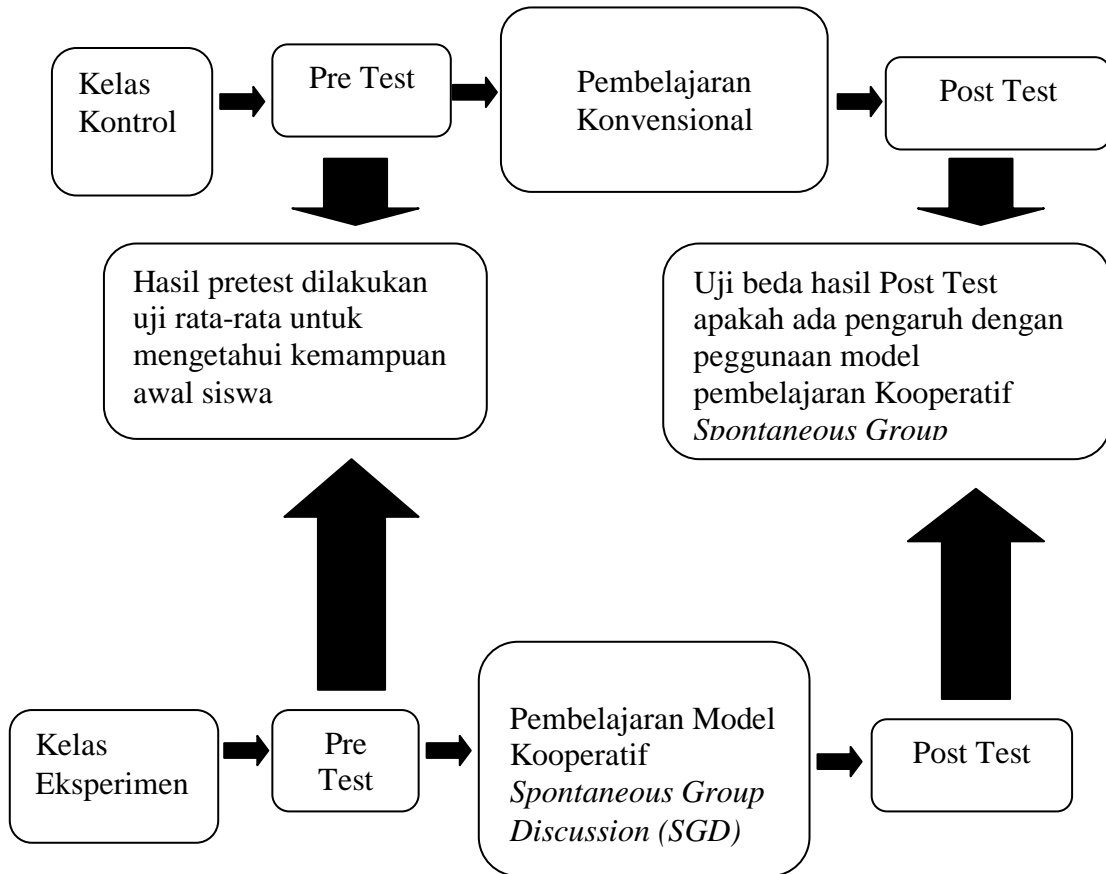 Kelas
Kontrol
Pre Test
Pembelajaran
Konvensional
Post Test
Hasil pretest dilakukan
uji rata-rata untuk
mengetahui kemampuan
awal siswa
Uji beda hasil Post Test
apakah ada pengaruh dengan
peggunaan model
pembelajaran Kooperatif
Spontaneous Group
Kelas
Eksperimen
Pre
Test
Pembelajaran Model
Kooperatif
Spontaneous Group
Discussion (SGD)
Post Test